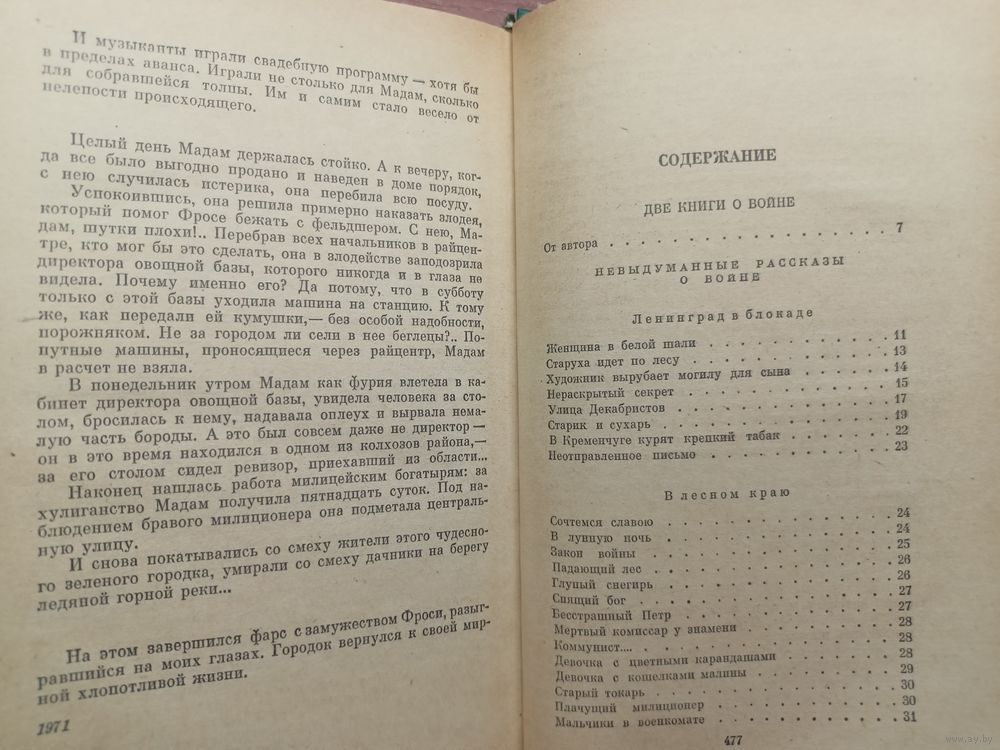 И музыканты играли свадебную программу — хотя бы
в пределах аванса. Играли не столько для Мадам, сколько
для собравшейся толпы. Им и самим стало весело от
нелепости происходящего.
Целый день Мадам держалась стойко. А к вечеру, ког-
да все было выгодно продано и наведен в доме порядок,
с нею случилась истерика, она перебила всю посуду.
Успокоившись, она решила примерно наказать злодея,
который помог Фросе бежать с фельдшером. С нею, Ма-
дам, шутки плохи!.. Перебрав всех начальников в райцен-
тре, кто мог бы это сделать, она в злодействе заподозрила
директора овощной базы, которого никогда и в глаза не
видела. Почему именно его? Да потому, что в субботу
только с этой базы уходила машина на станцию. К тому
же, как передали ей кумушки,— без особой надобности,
порожняком. Не за городом ли сели в нее беглецы?.. По-
путные машины, проносящиеся через райцентр, Мадам
в расчет не взяла.
В понедельник утром Мадам как фурия влетела в ка-
бинет директора овощной базы, увидела человека за сто-
лом, бросилась к нему, надавала оплеух и вырвала нема-
лую часть бороды. А это был совсем даже не директор —
он в это время находился в одном из колхозов района,—
за его столом сидел ревизор, приехавший из области...
Наконец нашлась работа милицейским богатырям: за
хулиганство Мадам получила пятнадцать суток. Под на-
блюдением бравого милиционера она подметала централь-
ную улицу.
И снова покатывались со смеху жители этого чудесно-
го зеленого городка, умирали со смеху дачники на берегу
ледяной горной реки...
На этом завершился фарс с замужеством Фроси, разыг-
равшийся на моих глазах. Городок вернулся к своей мир-
ной хлопотливой жизни.
1971
СОДЕРЖАНИЕ
ДВЕ КНИГИ О ВОЙНЕ
От автора . . . . . . . . . . . . . . . 7
НЕВЫДУМАННЫЕ РАССКАЗЫ
О ВОЙНЕ
Ленинград в блокаде
Женщина в белой шали . . . . . . . . . . 11
Старуха идет по лесу . . . . . . . . . . 13
Художник вырубает могилу для сына . . . . . . 14
Нераскрытый секрет . . . . . . . . . . . 15
Улица Декабристов . . . . . . . . . . . 17
Старик и сухарь . . . . . . . . . . . . 19
В Кременчуге курят крепкий табак . . . . . . 22
Неотправленное письмо . . . . . . . . . . 23
В лесном краю
Сочтемся славою . . . . . . . . . . . . 24
В лунную ночь . . . . . . . . . . . . . 24
Закон войны . . . . . . . . . . . . . . 25
Падающий лес . . . . . . . . . . . . . 26
Глупый снегирь . . . . . . . . . . . . 26
Спящий бог . . . . . . . . . . . . . . 27
Бесстрашный Петр . . . . . . . . . . . . 27
Мертвый комиссар у знамени . . . . . . . . 28
Коммунист.... . . . . . . . . . . . . . 28
Девочка с цветными карандашами . . . . . . . 28
Девочка с кошелками малины . . . . . . . . 29
Старый токарь . . . . . . . . . . . . . 30
Плачущий милиционер . . . . . . . . . . . 30
Мальчики в военкомате . . . . . . . . . . 31
477
www.ay.by